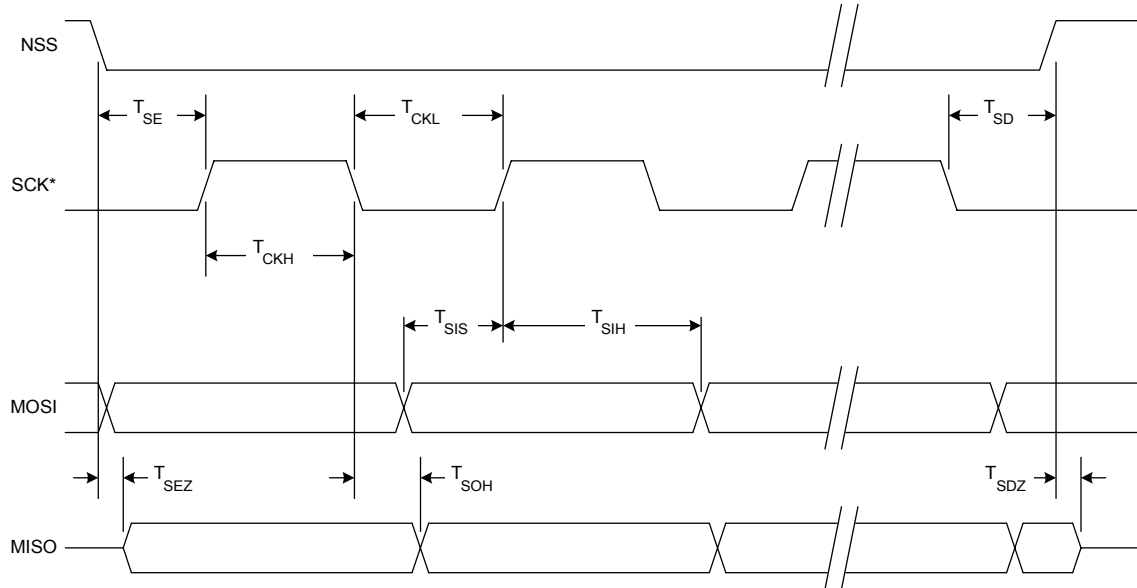 NSS
T_SE
T_CKL
T_SD
SCK*
T_CKH
T_SIS
T_SIH
MOSI
T_SEZ
T_SOH
T_SDZ
MISO